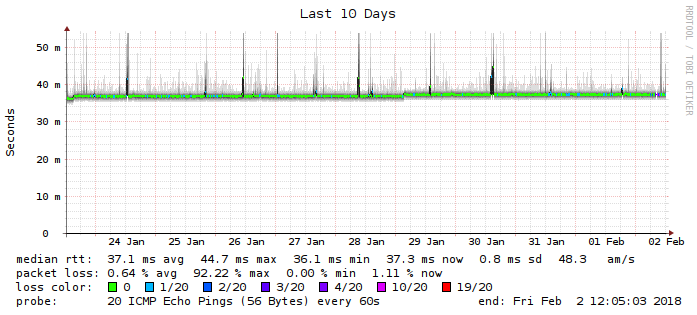 Last 10 Days
RRDTOOL / TOBI OETIKER
Seconds
50 m
40 m
30 m
20 m
10 m
0
24 Jan 25 Jan 26 Jan 27 Jan 28 Jan 29 Jan 30 Jan 31 Jan 01 Feb 02 Feb
median rtt: 37.1 ms avg 44.7 ms max 36.1 ms min 37.3 ms now 0.8 ms sd 48.3 am/s
packet loss: 0.64 % avg 92.22 % max 0.00 % min 1.11 % now
loss color: 0 1/20 2/20 3/20 4/20 10/20 19/20
probe: 20 ICMP Echo Pings (56 Bytes) every 60s end: Fri Feb 2 12:05:03 2018